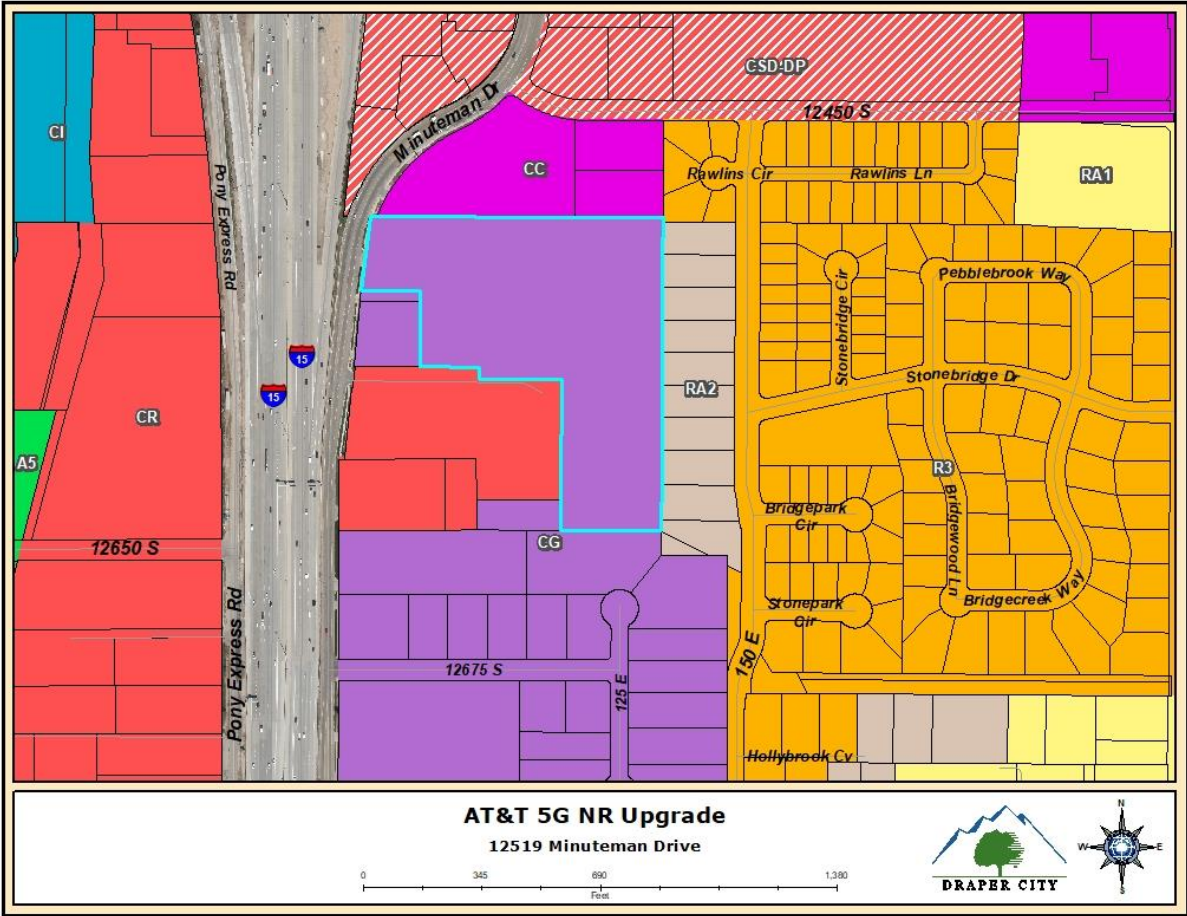 CSD-DP
12450 S
Minuteman Dr
CI
CC
Rawlins Cir
Rawlins Ln
RA1
Pony Express Rd
Pebblebrook Way
Stonebridge Cir
15
15
Stonebridge Dr
RA2
CR
A5
R3
Bridgepark
Cir
Bridgewood Ln
12650 S
CG
Bridgecreek Way
Stonepark
Cir
Pony Express Rd
12675 S
125 E
150 E
Hollybrook Cv
AT&T 5G NR Upgrade
12519 Minuteman Drive
0 345 690 1,380
Feet
DRAPER CITY
N
W E
S